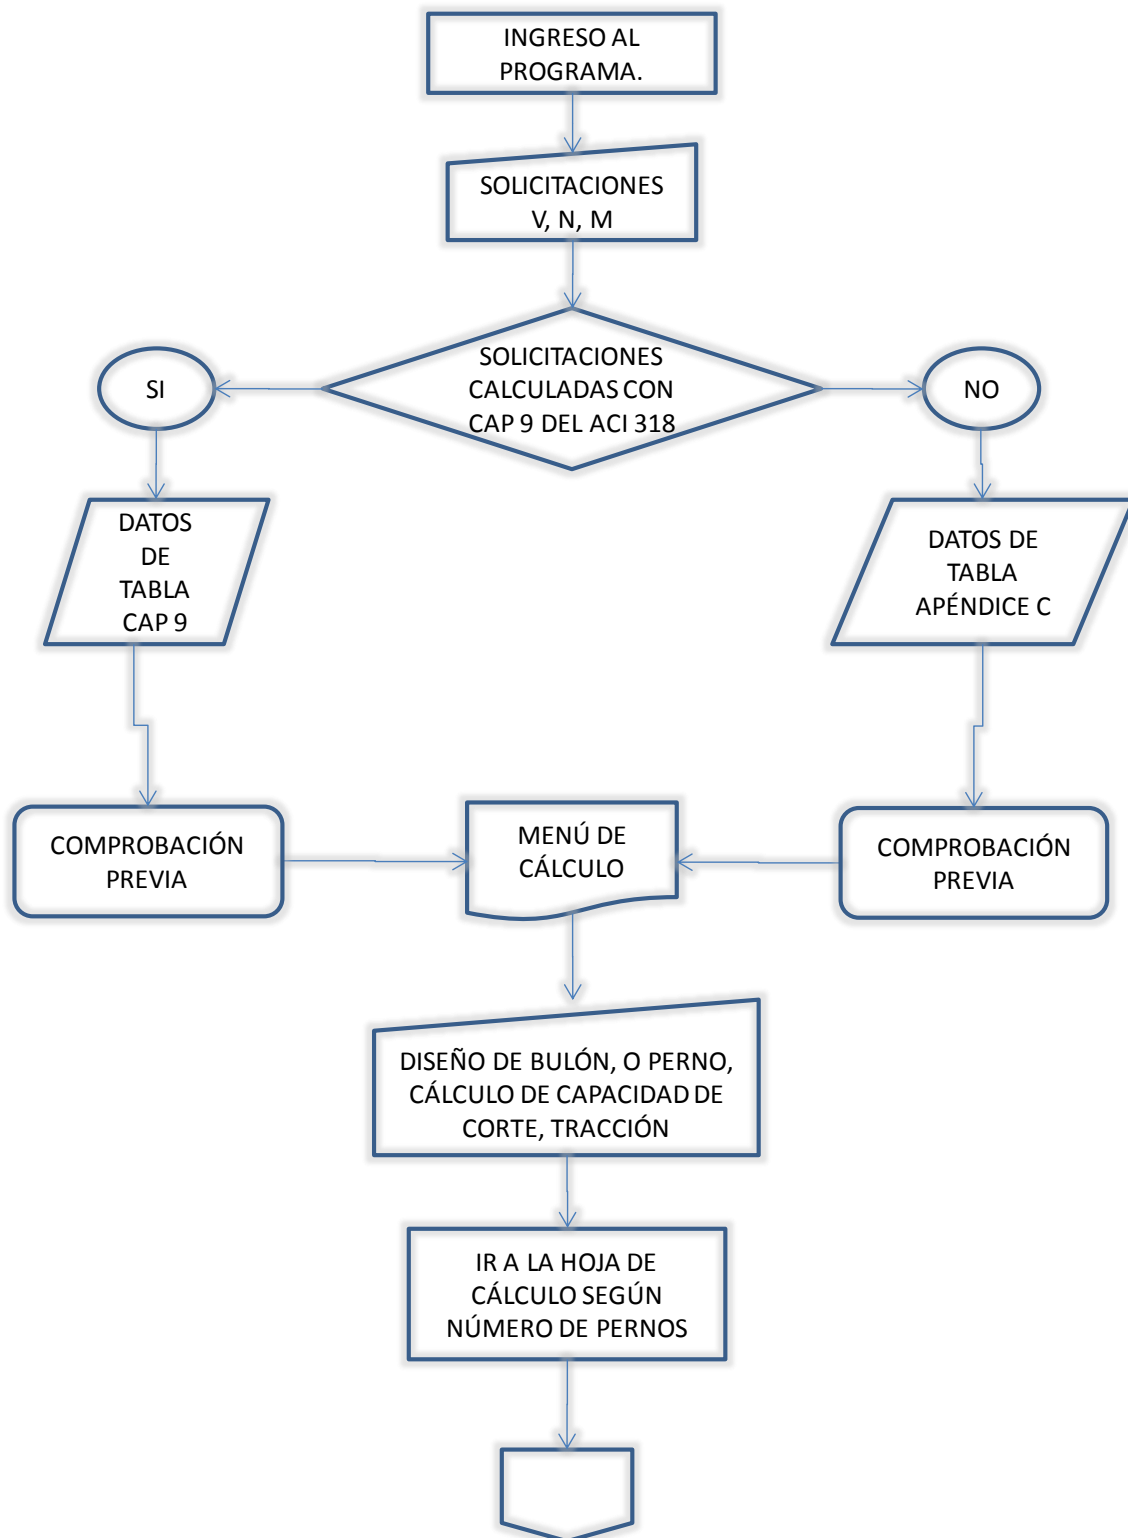 INGRESO AL
PROGRAMA.
SOLICITACIONES
V, N, M
SOLICITACIONES
CALCULADAS CON
CAP 9 DEL ACI 318
SI
NO
DATOS
DE
TABLA
CAP 9
DATOS DE
TABLA
APÉNDICE C
COMPROBACIÓN
PREVIA
MENÚ DE
CÁLCULO
COMPROBACIÓN
PREVIA
DISEÑO DE BULÓN, O PERNO,
CÁLCULO DE CAPACIDAD DE
CORTE, TRACCIÓN
IR A LA HOJA DE
CÁLCULO SEGÚN
NÚMERO DE PERNOS